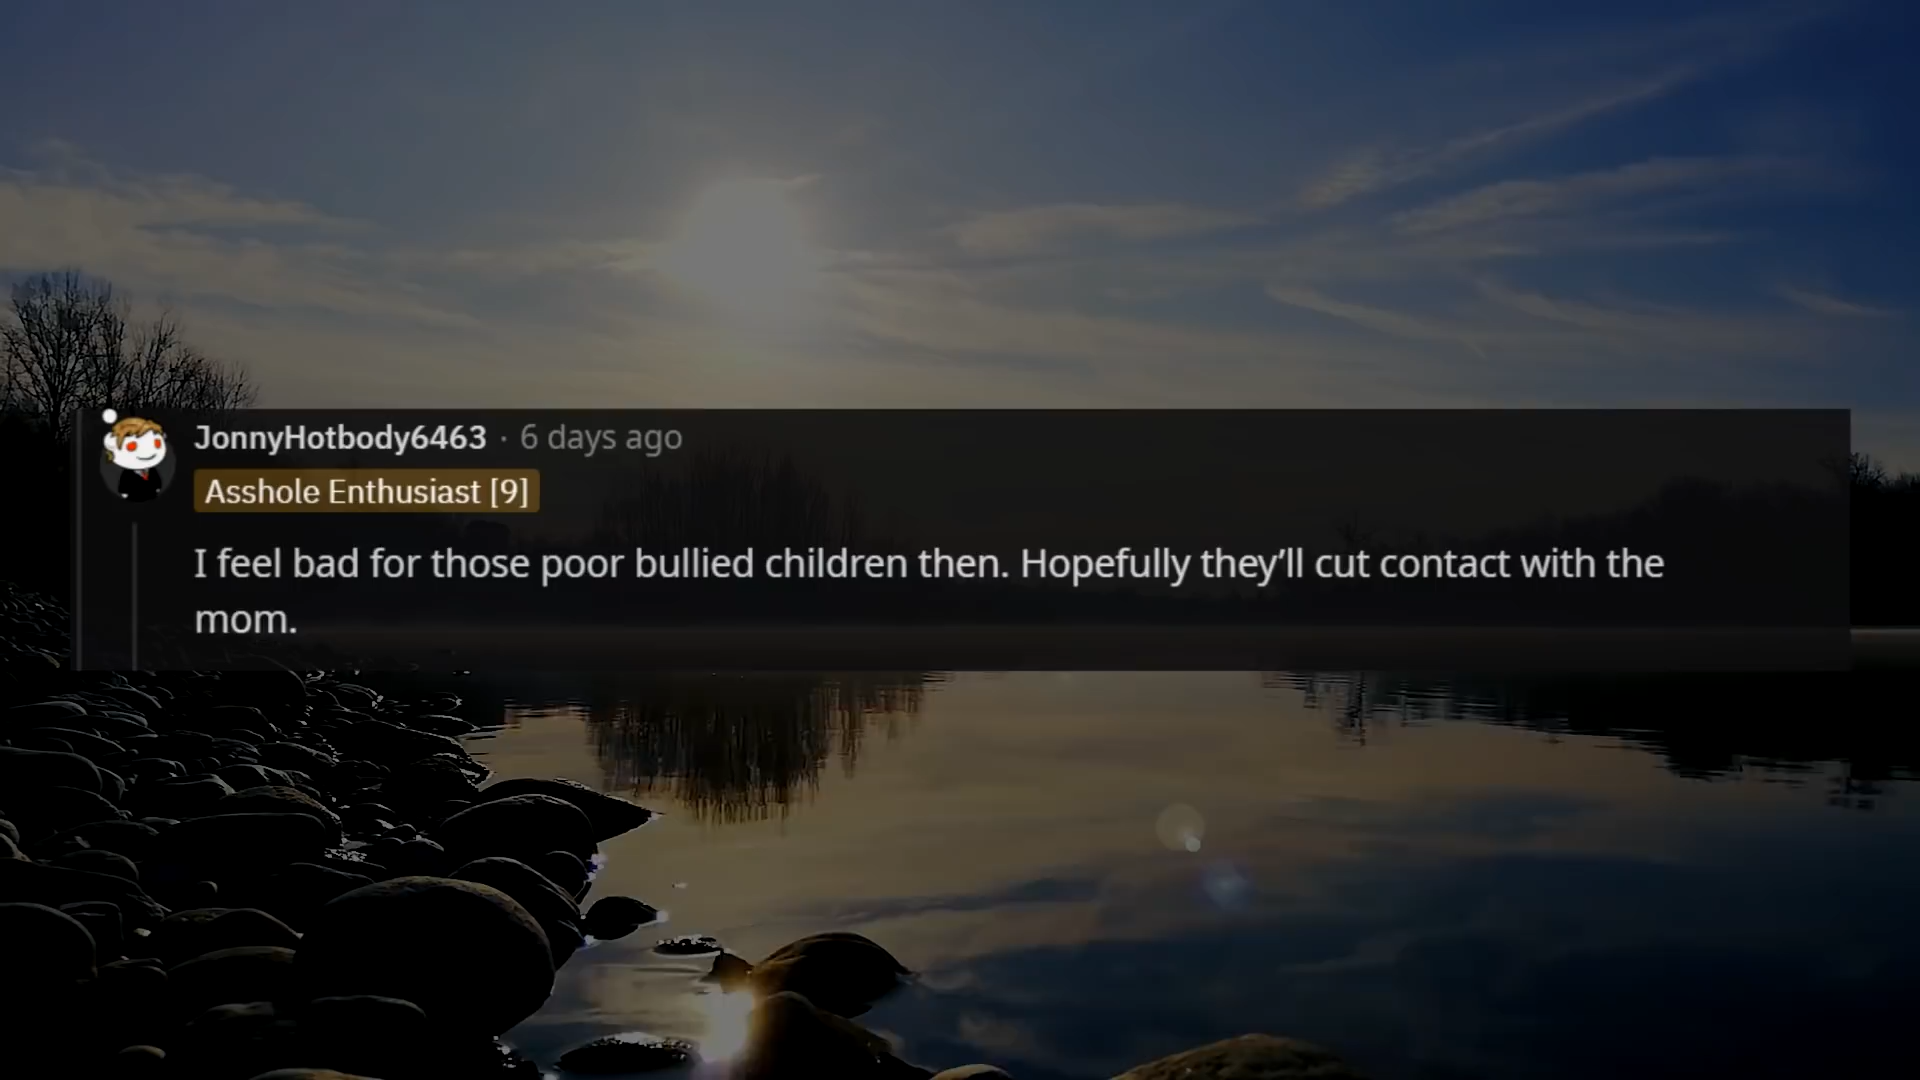 JonnyHotbody6463 · 6 days ago
Asshole Enthusiast [9]
I feel bad for those poor bullied children then. Hopefully they’ll cut contact with the
mom.